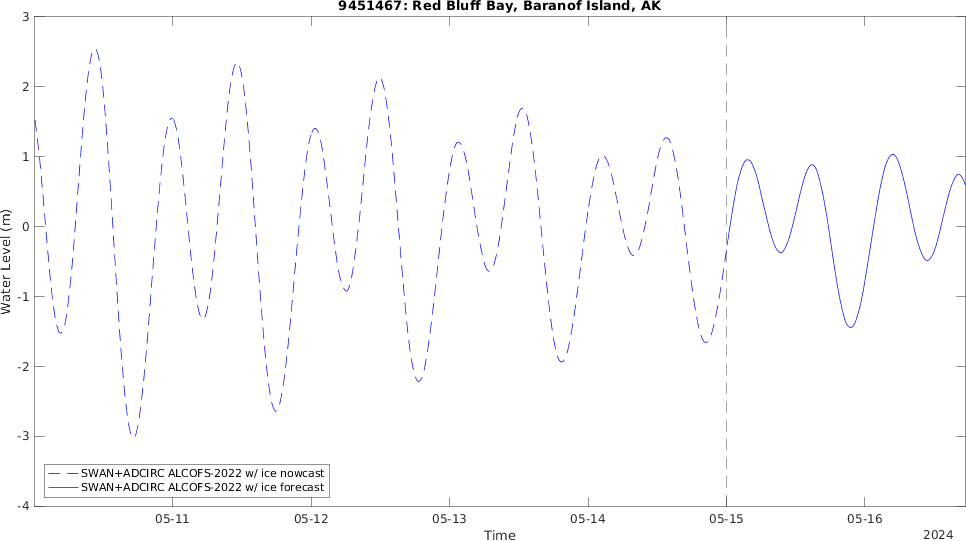 9451467: Red Bluff Bay, Baranof Island, AK
3
2
1
0
-1
-2
-3
-4
Water Level (m)
SWAN+ADCIRC ALCOFS-2022 w/ ice nowcast
SWAN+ADCIRC ALCOFS-2022 w/ ice forecast
05-11 05-12 05-13 05-14 05-15 05-16
Time
2024